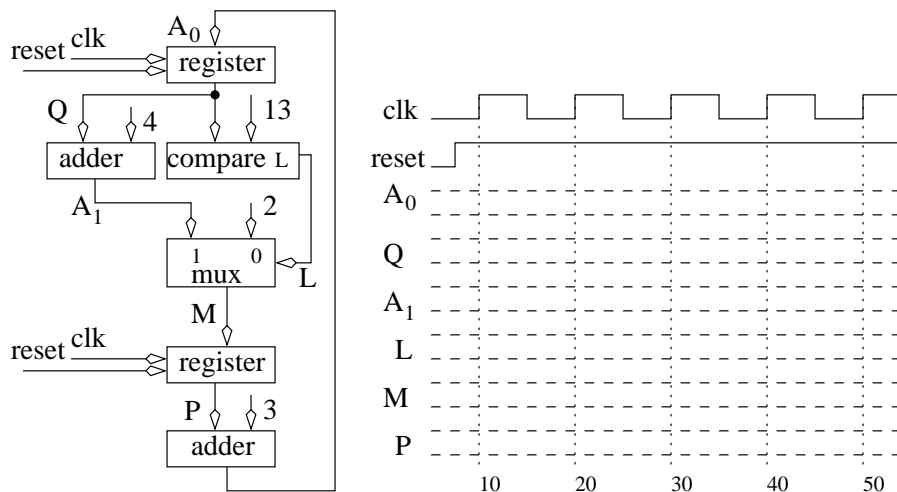 A0
reset clk
register
Q
4
13
adder
compare L
A1
2
1
0
mux
L
M
reset clk
register
P
3
adder
clk
reset
A0
Q
A1
L
M
P
10
20
30
40
50